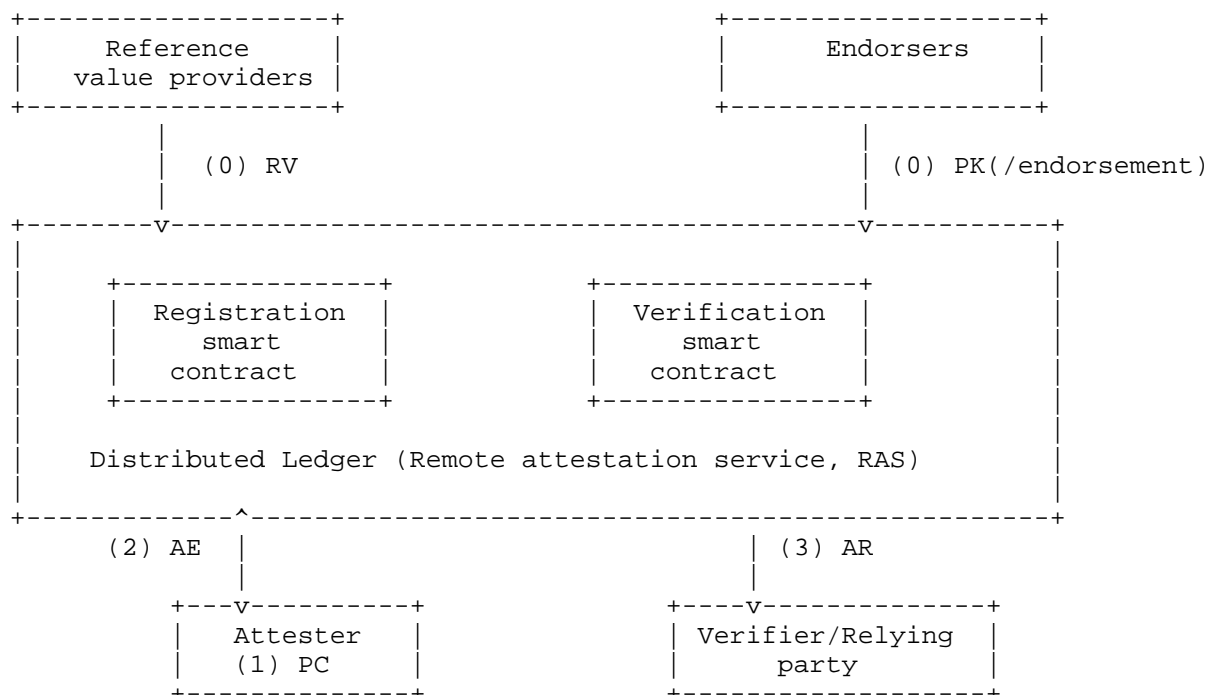 Reference
value providers
Endorsers
(0) RV
(0) PK(/endorsement)
Registration
smart
contract
Verification
smart
contract
Distributed Ledger (Remote attestation service, RAS)
(2) AE
(3) AR
Attester
(1) PC
Verifier/Relying
party